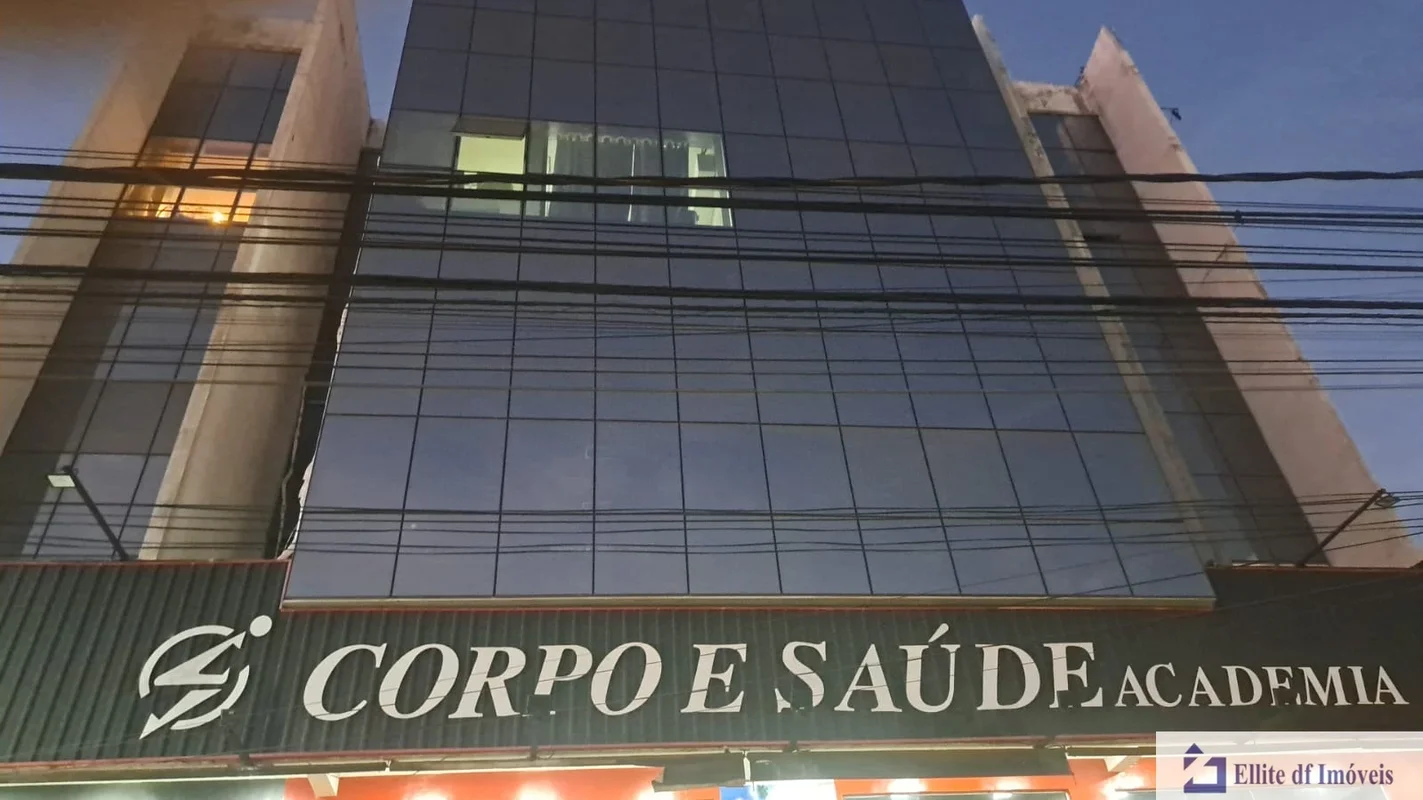 CORPO E SAÚDE ACADEMIA
Ellite df Imóveis